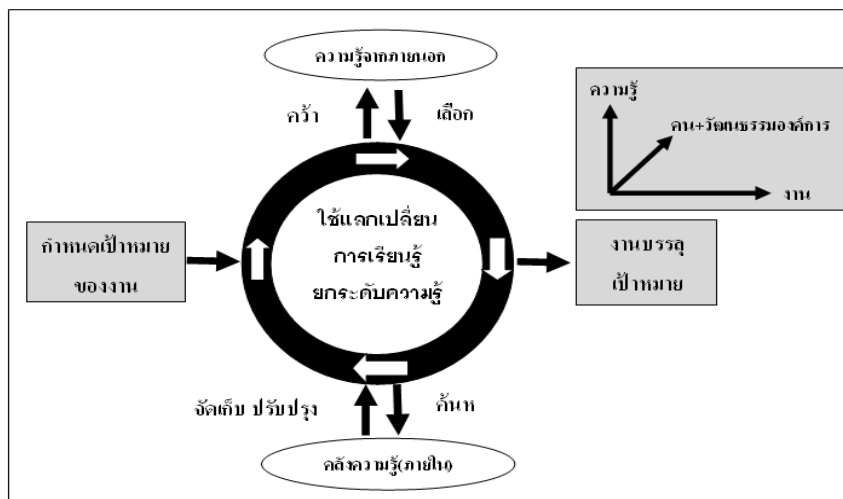 ความรู้จากภายนอก
คว้า
เลือก
ความรู้
คน+วัฒนธรรมองค์การ
งาน
ใช้แลกเปลี่ยน
การเรียนรู้
ยกระดับความรู้
กำหนดเป้าหมาย
ของงาน
งานบรรลุ
เป้าหมาย
จัดเก็บ ปรับปรุง
ค้นห
คลังความรู้(ภายใน)